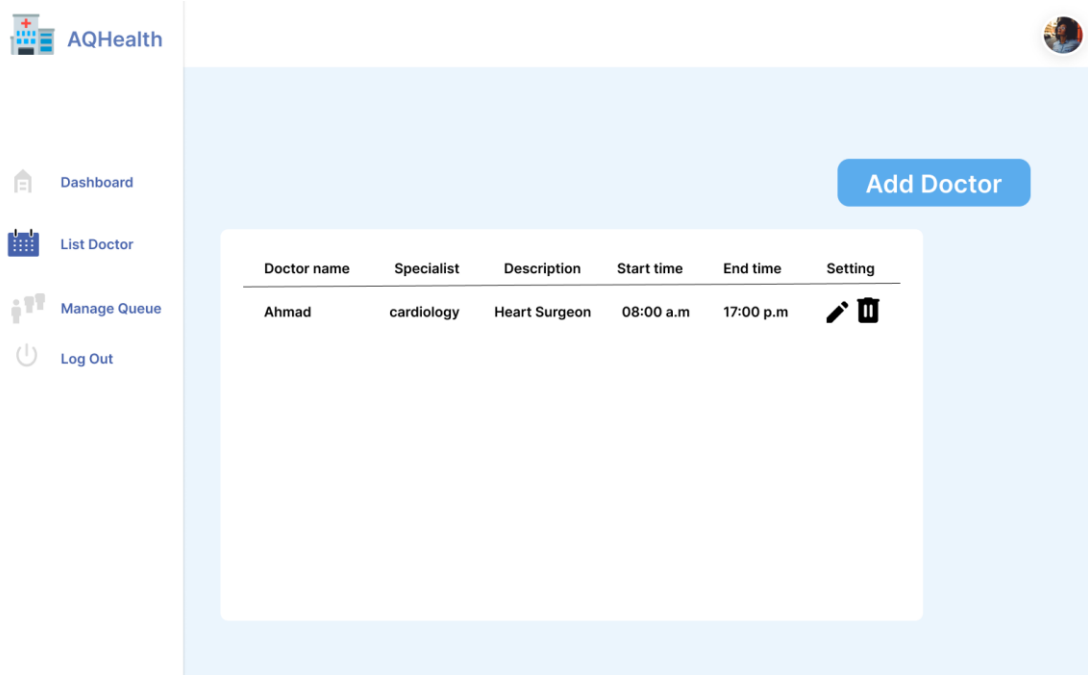 AQHealth
Dashboard
List Doctor
Manage Queue
Log Out
Add Doctor
Doctor name Specialist Description Start time End time Setting
Ahmad cardiology Heart Surgeon 08:00 a.m 17:00 p.m